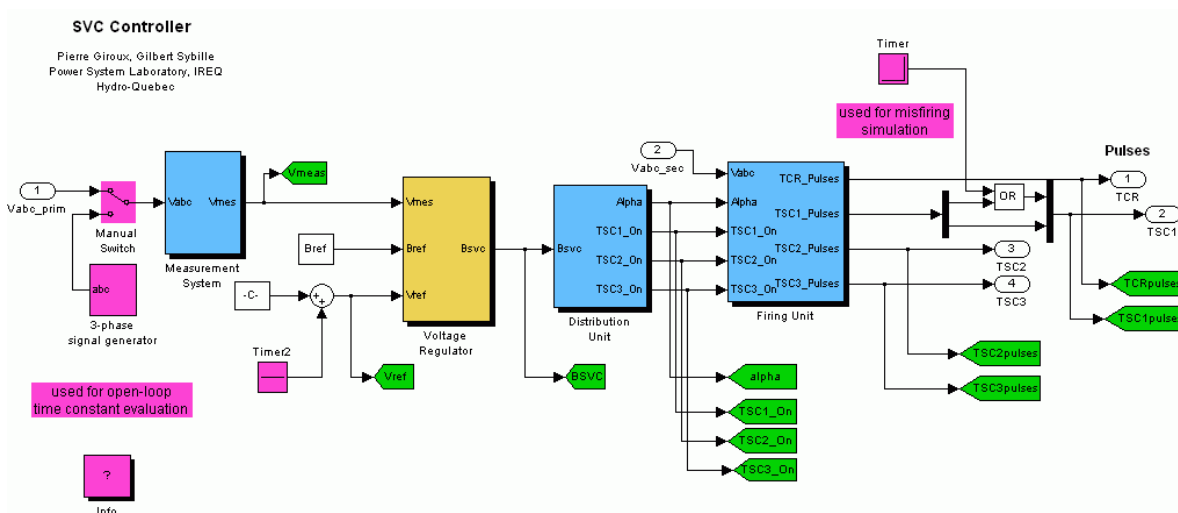 SVC Controller
Pierre Giroux, Gilbert Sybille
Power System Laboratory, IREQ
Hydro-Quebec
Timer
used for misfiring
simulation
Pulses
1
Vabc_prim
Manual
Switch
abc
3-phase
signal generator
Vabc
Vmes
Measurement
System
Vmeas
Bref
-C-
+
+
Timer2
Vref
Vmes
Bref
Vref
Bsvc
Voltage
Regulator
BSVC
Bsvc
Alpha
TSC1_On
TSC2_On
TSC3_On
Distribution
Unit
2
Vabc_sec
Vabc
Alpha
TSC1_On
TSC2_On
TSC3_On
TCR_Pulses
TSC1_Pulses
TSC2_Pulses
TSC3_Pulses
Firing Unit
OR
1
TCR
2
TSC1
3
TSC2
4
TSC3
TCRpulses
TSC1pulses
TSC2pulses
TSC3pulses
alpha
TSC1_On
TSC2_On
TSC3_On
used for open-loop
time constant evaluation
?
Info